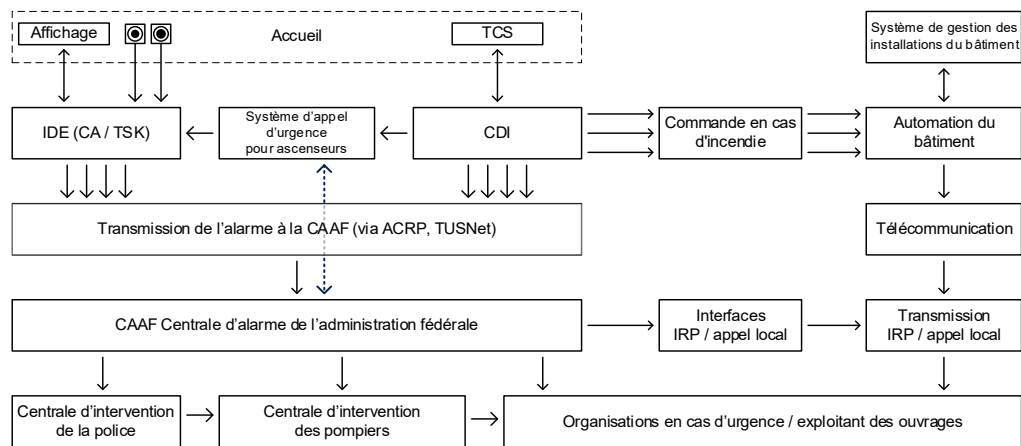 Affichage
Accueil
TCS
Système de gestion des
installations du bâtiment
IDE (CA / TSK)
Système d'appel
d'urgence
pour ascenseurs
CDI
Commande en cas
d'incendie
Automation du
bâtiment
Transmission de l'alarme à la CAAF (via ACRP, TUSNet)
Télécommunication
CAAF Centrale d'alarme de l'administration fédérale
Interfaces
IRP / appel local
Transmission
IRP / appel local
Centrale d'intervention
de la police
Centrale d'intervention
des pompiers
Organisations en cas d'urgence / exploitant des ouvrages